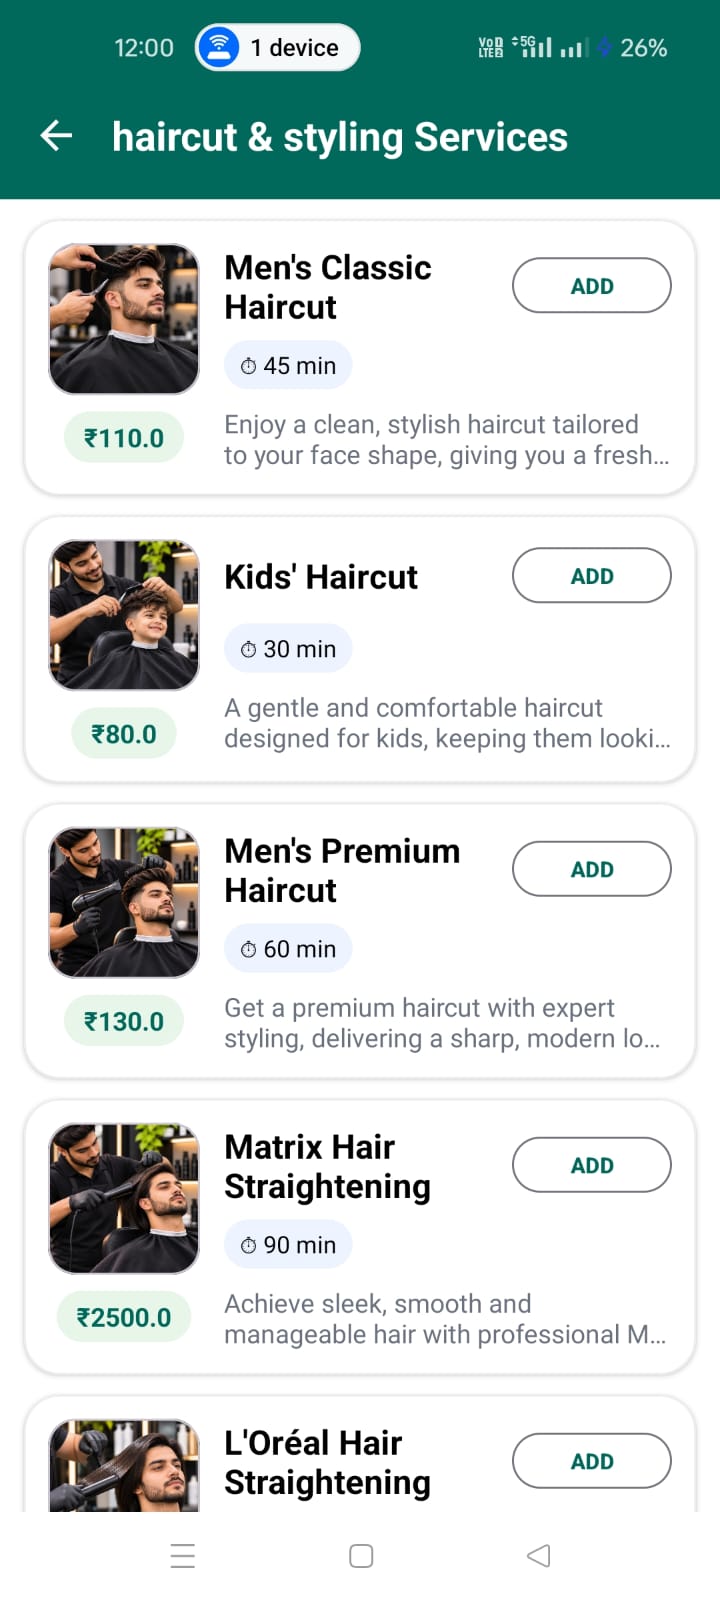 12:00
1 device
VoD LTE2 5G 26%
haircut & styling Services
Men's Classic
Haircut
ADD
45 min
₹110.0
Enjoy a clean, stylish haircut tailored
to your face shape, giving you a fresh...
Kids' Haircut
ADD
30 min
₹80.0
A gentle and comfortable haircut
designed for kids, keeping them looki...
Men's Premium
Haircut
ADD
60 min
₹130.0
Get a premium haircut with expert
styling, delivering a sharp, modern lo...
Matrix Hair
Straightening
ADD
90 min
₹2500.0
Achieve sleek, smooth and
manageable hair with professional M...
L'Oréal Hair
Straightening
ADD